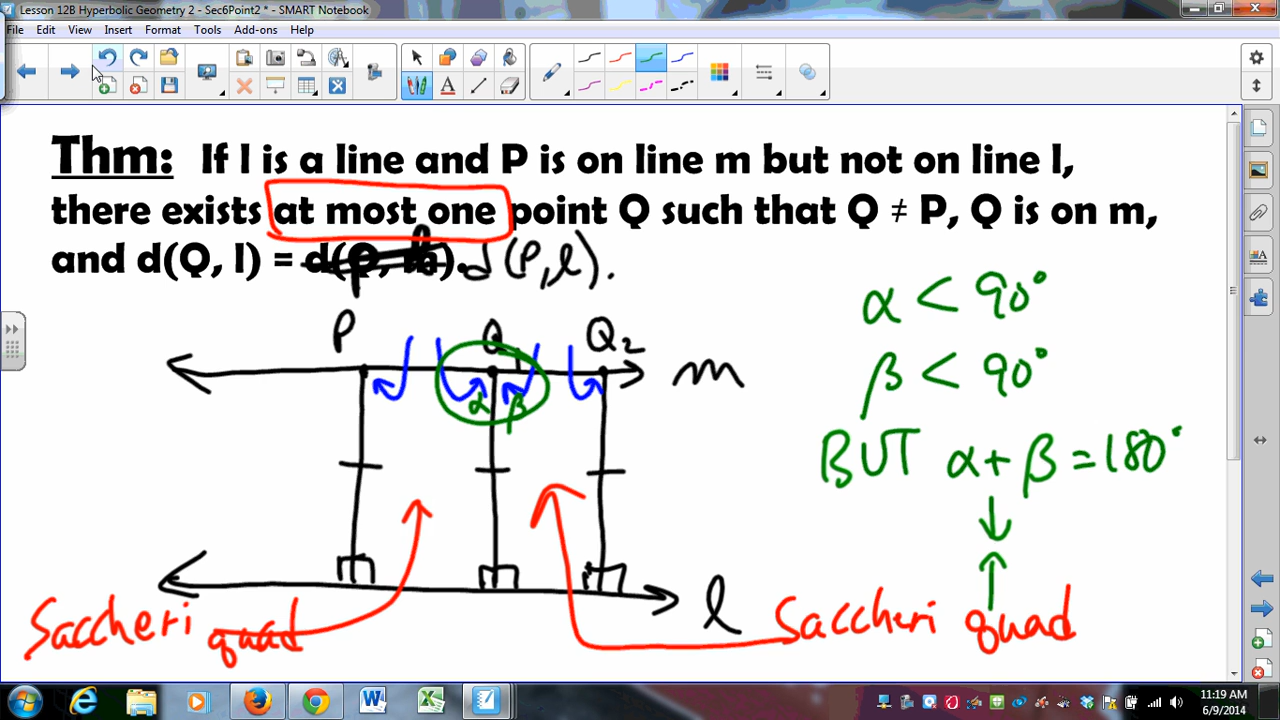 Lesson 12B Hyperbolic Geometry 2 - Sec6Point2 * - SMART Notebook
File Edit View Insert Format Tools Add-ons Help
Thm: If l is a line and P is on line m but not on line l,
there exists at most one point Q such that Q ≠ P, Q is on m,
and d(Q, l) = d(P, l).
α < 90°
P Q Q₂
m
β < 90°
α β
BUT α + β = 180°
l
Saccheri quad
Saccheri quad
11:19 AM
6/9/2014